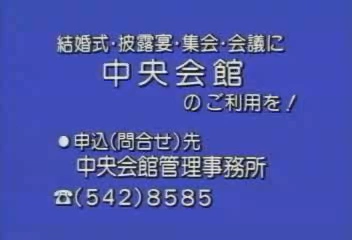 結婚式・披露宴・集会・会議に
中央会館
のご利用を！
●申込(問合せ)先
中央会館管理事務所
☎(542)8585